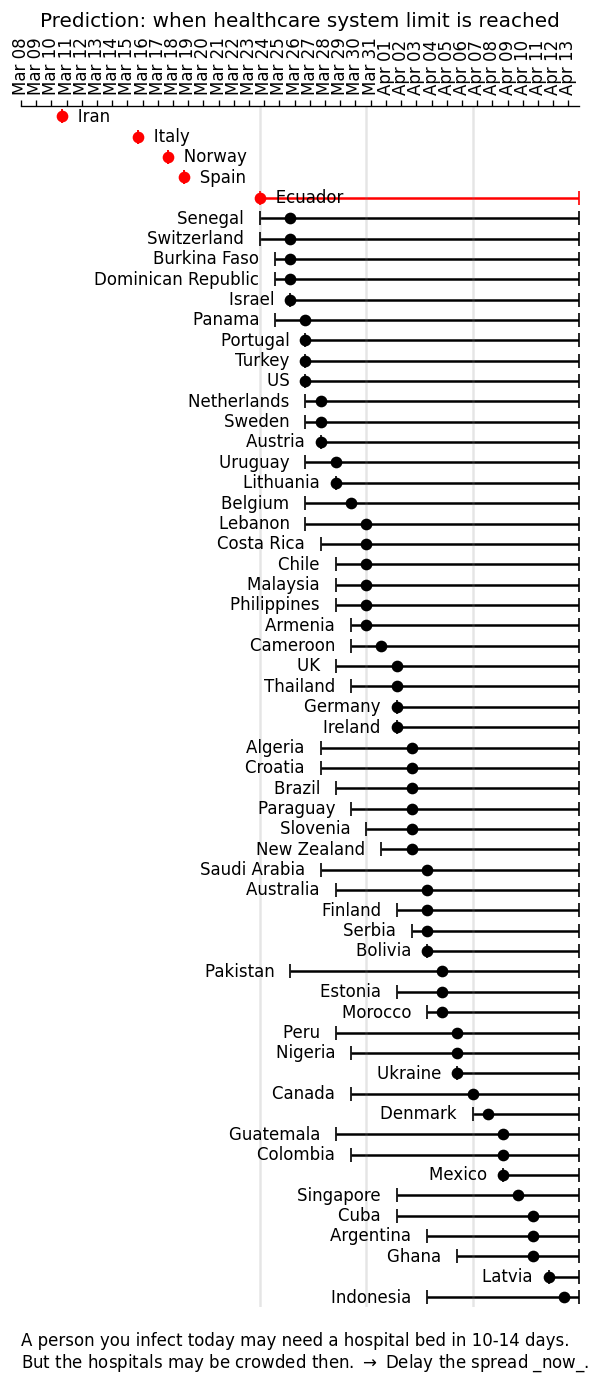 Prediction: when healthcare system limit is reached
Mar 08
Mar 09
Mar 10
Mar 11
Mar 12
Mar 13
Mar 14
Mar 15
Mar 16
Mar 17
Mar 18
Mar 19
Mar 20
Mar 21
Mar 22
Mar 23
Mar 24
Mar 25
Mar 26
Mar 27
Mar 28
Mar 29
Mar 30
Mar 31
Apr 01
Apr 02
Apr 03
Apr 04
Apr 05
Apr 06
Apr 07
Apr 08
Apr 09
Apr 10
Apr 11
Apr 12
Apr 13
Iran
Italy
Norway
Spain
Ecuador
Senegal
Switzerland
Burkina Faso
Dominican Republic
Israel
Panama
Portugal
Turkey
US
Netherlands
Sweden
Austria
Uruguay
Lithuania
Belgium
Lebanon
Costa Rica
Chile
Malaysia
Philippines
Armenia
Cameroon
UK
Thailand
Germany
Ireland
Algeria
Croatia
Brazil
Paraguay
Slovenia
New Zealand
Saudi Arabia
Australia
Finland
Serbia
Bolivia
Pakistan
Estonia
Morocco
Peru
Nigeria
Ukraine
Canada
Denmark
Guatemala
Colombia
Mexico
Singapore
Cuba
Argentina
Ghana
Latvia
Indonesia
A person you infect today may need a hospital bed in 10-14 days.
But the hospitals may be crowded then. → Delay the spread _now_.